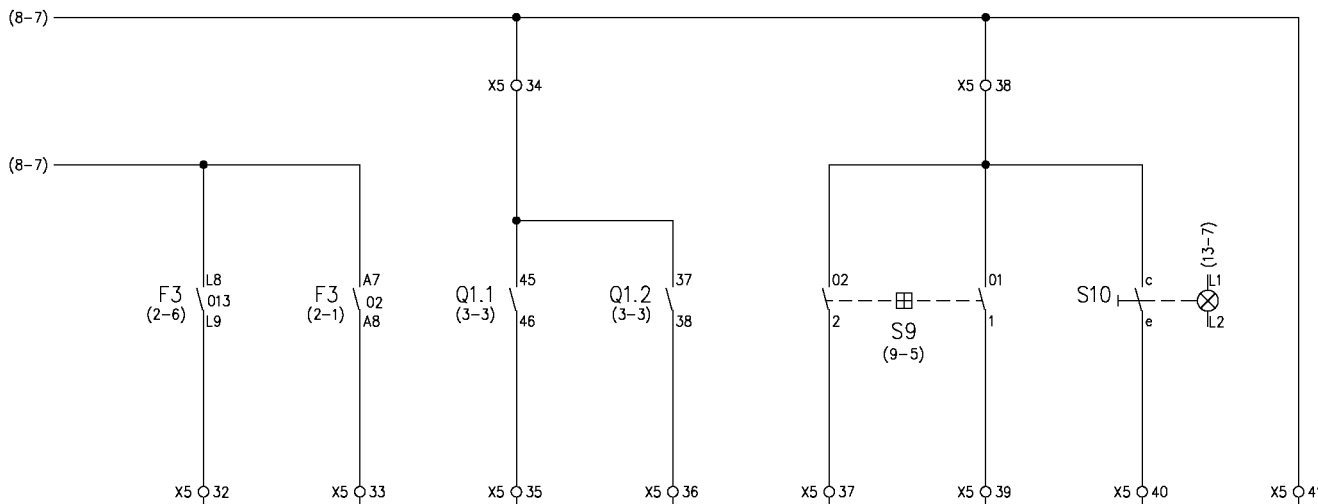 (8-7)
X5 34
X5 38
(8-7)
(13-7)
L8
A7
45
37
02
01
c
L1
F3 013
F3 02
Q1.1
Q1.2
S10
(2-6)
(2-1)
(3-3)
(3-3)
L9
A8
46
38
2
1
e
L2
S9
(9-5)
X5 32
X5 33
X5 35
X5 36
X5 37
X5 39
X5 40
X5 41